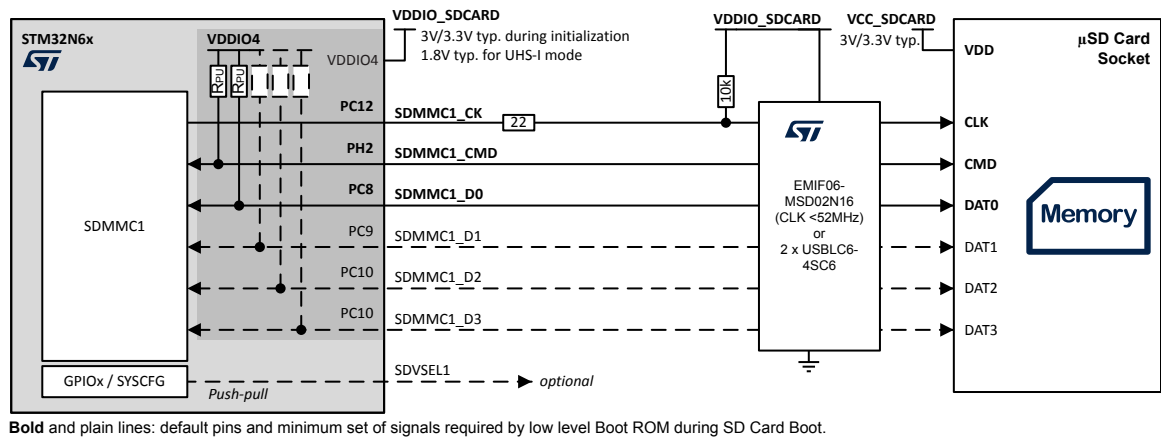 STM32N6x
VDDIO4
VDDIO4
VDDIO_SDCARD
3V/3.3V typ. during initialization
1.8V typ. for UHS-I mode
VDDIO_SDCARD
VCC_SDCARD
3V/3.3V typ.
VDD
µSD Card
Socket
RPU
RPU
10k
PC12
SDMMC1_CK
22
CLK
PH2
SDMMC1_CMD
CMD
PC8
SDMMC1_D0
DAT0
PC9
SDMMC1_D1
DAT1
PC10
SDMMC1_D2
DAT2
PC10
SDMMC1_D3
DAT3
SDMMC1
EMIF06-
MSD02N16
(CLK <52MHz)
or
2 x USBLC6-
4SC6
Memory
GPIOx / SYSCFG
Push-pull
SDVSEL1
optional
Bold and plain lines: default pins and minimum set of signals required by low level Boot ROM during SD Card Boot.